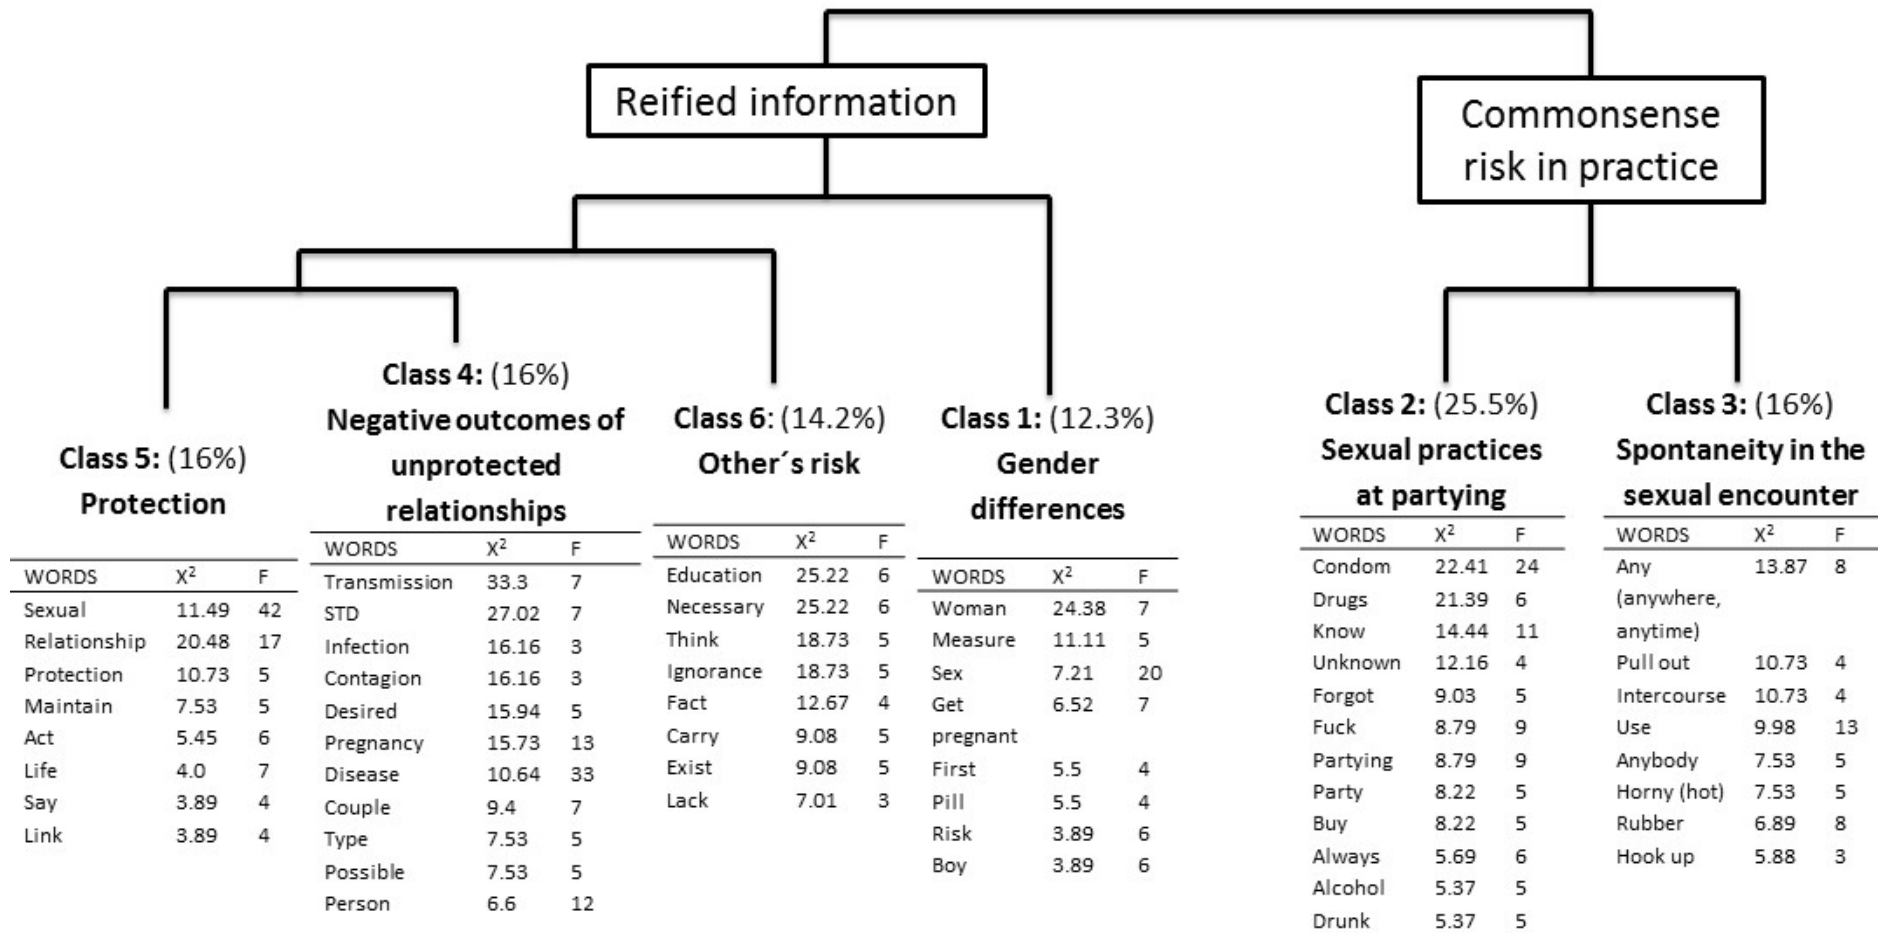 Reified information
Commonsense
risk in practice
Class 5: (16%)
Protection
WORDS X² F
Sexual 11.49 42
Relationship 20.48 17
Protection 10.73 5
Maintain 7.53 5
Act 5.45 6
Life 4.0 7
Say 3.89 4
Link 3.89 4
Class 4: (16%)
Negative outcomes of
unprotected
relationships
WORDS X² F
Transmission 33.3 7
STD 27.02 7
Infection 16.16 3
Contagion 16.16 3
Desired 15.94 5
Pregnancy 15.73 13
Disease 10.64 33
Couple 9.4 7
Type 7.53 5
Possible 7.53 5
Person 6.6 12
Class 6: (14.2%)
Other´s risk
WORDS X² F
Education 25.22 6
Necessary 25.22 6
Think 18.73 5
Ignorance 18.73 5
Fact 12.67 4
Carry 9.08 5
Exist 9.08 5
Lack 7.01 3
Class 1: (12.3%)
Gender
differences
WORDS X² F
Woman 24.38 7
Measure 11.11 5
Sex 7.21 20
Get 6.52 7
pregnant
First 5.5 4
Pill 5.5 4
Risk 3.89 6
Boy 3.89 6
Class 2: (25.5%)
Sexual practices
at partying
WORDS X² F
Condom 22.41 24
Drugs 21.39 6
Know 14.44 11
Unknown 12.16 4
Forgot 9.03 5
Fuck 8.79 9
Partying 8.79 9
Party 8.22 5
Buy 8.22 5
Always 5.69 6
Alcohol 5.37 5
Drunk 5.37 5
Class 3: (16%)
Spontaneity in the
sexual encounter
WORDS X² F
Any 13.87 8
(anywhere,
anytime)
Pull out 10.73 4
Intercourse 10.73 4
Use 9.98 13
Anybody 7.53 5
Horny (hot) 7.53 5
Rubber 6.89 8
Hook up 5.88 3